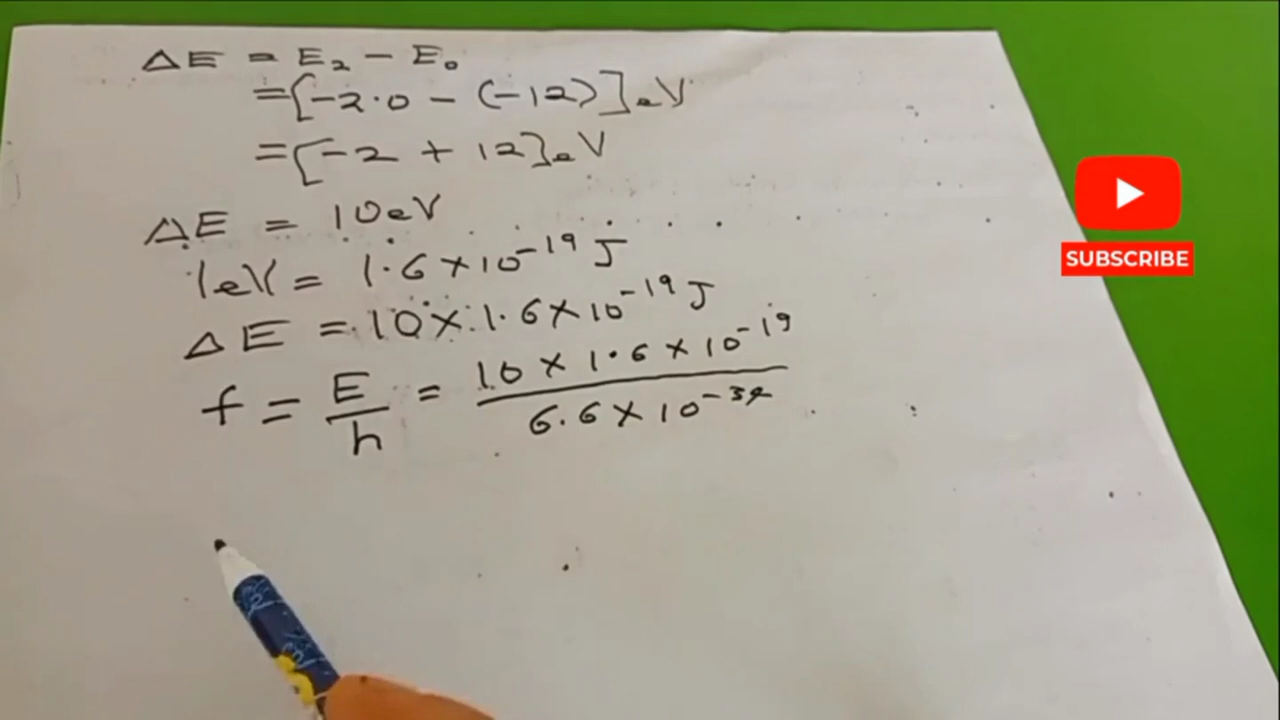 ΔE = E₂ − E₀
= [−2.0 − (−12)] eV
= [−2 + 12] eV
ΔE = 10eV
1eV = 1.6 × 10⁻¹⁹ J
SUBSCRIBE
ΔE = 10 × 1.6 × 10⁻¹⁹ J
f = E/h = (10 × 1.6 × 10⁻¹⁹)/(6.6 × 10⁻³⁴)